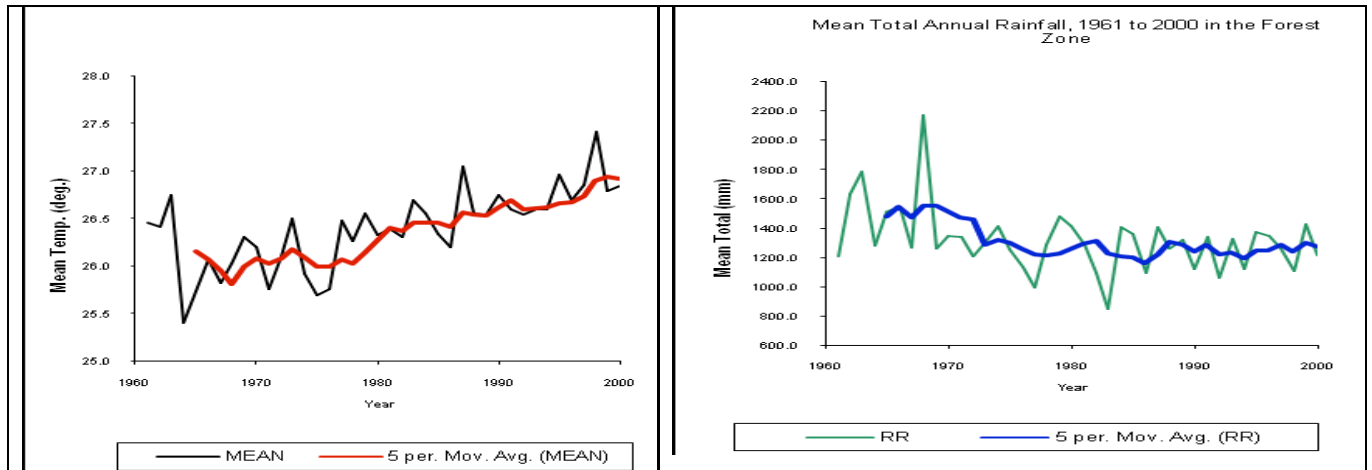 28.0
27.5
27.0
26.5
26.0
25.5
25.0
Mean Temp. (deg.)
1960 1970 1980 1990 2000
Year
MEAN 5 per. Mov. Avg. (MEAN)
Mean Total Annual Rainfall, 1961 to 2000 in the Forest
Zone
2400.0
2200.0
2000.0
1800.0
1600.0
1400.0
1200.0
1000.0
800.0
600.0
Mean Total (mm)
1960 1970 1980 1990 2000
Year
RR 5 per. Mov. Avg. (RR)